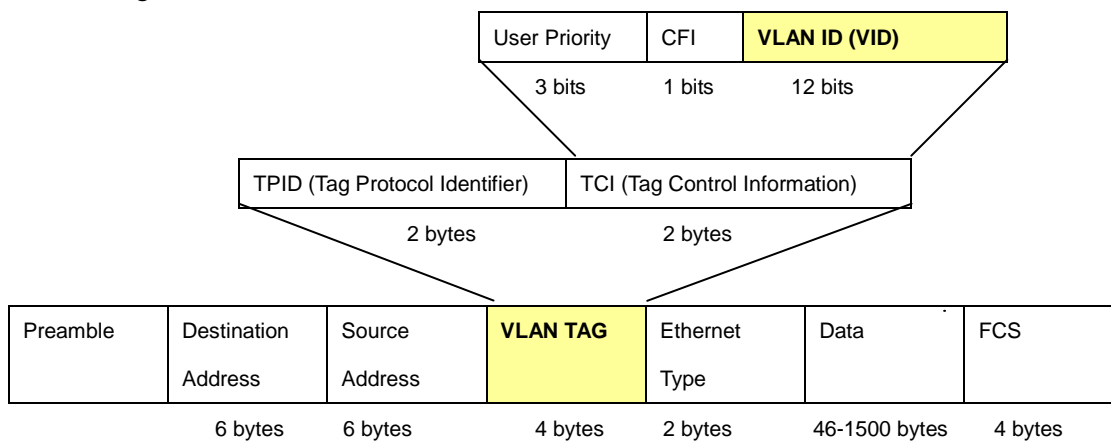 User Priority CFI VLAN ID (VID)
3 bits 1 bits 12 bits
TPID (Tag Protocol Identifier) TCI (Tag Control Information)
2 bytes 2 bytes
Preamble Destination Address Source Address VLAN TAG Ethernet Type Data FCS
6 bytes 6 bytes 4 bytes 2 bytes 46-1500 bytes 4 bytes